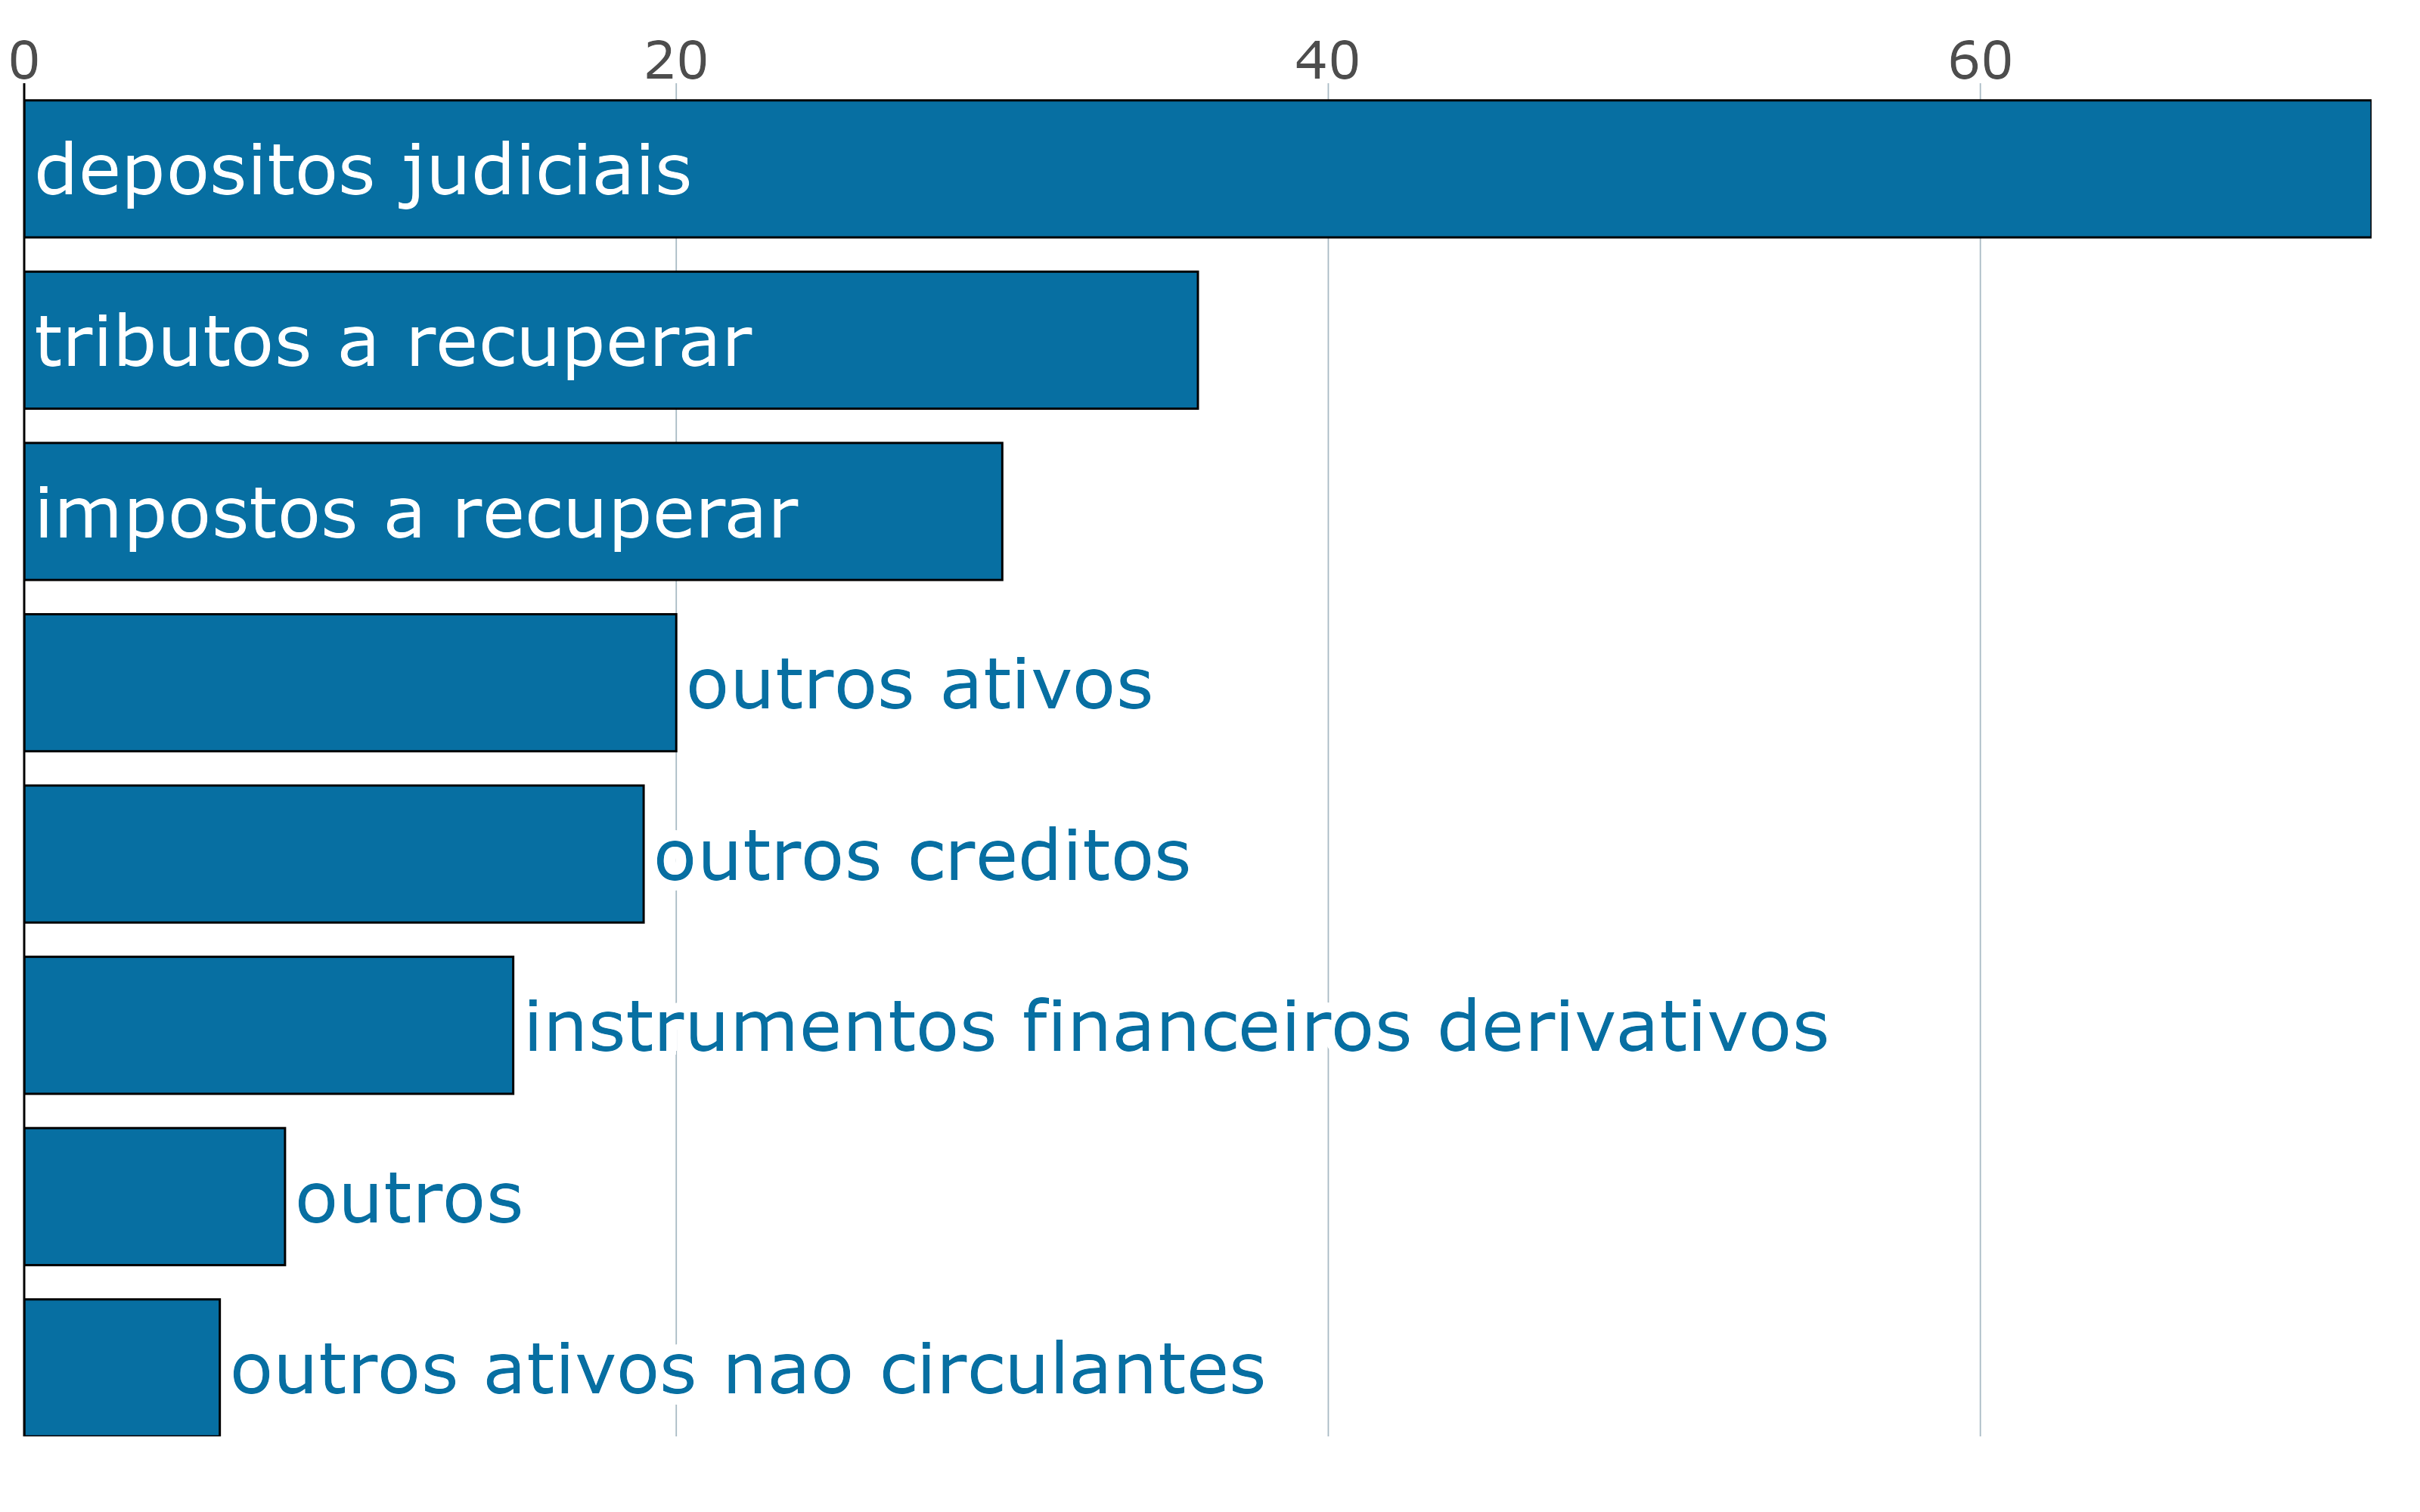 0 20 40 60
depositos judiciais
tributos a recuperar
impostos a recuperar
outros ativos
outros creditos
instrumentos financeiros derivativos
outros
outros ativos nao circulantes